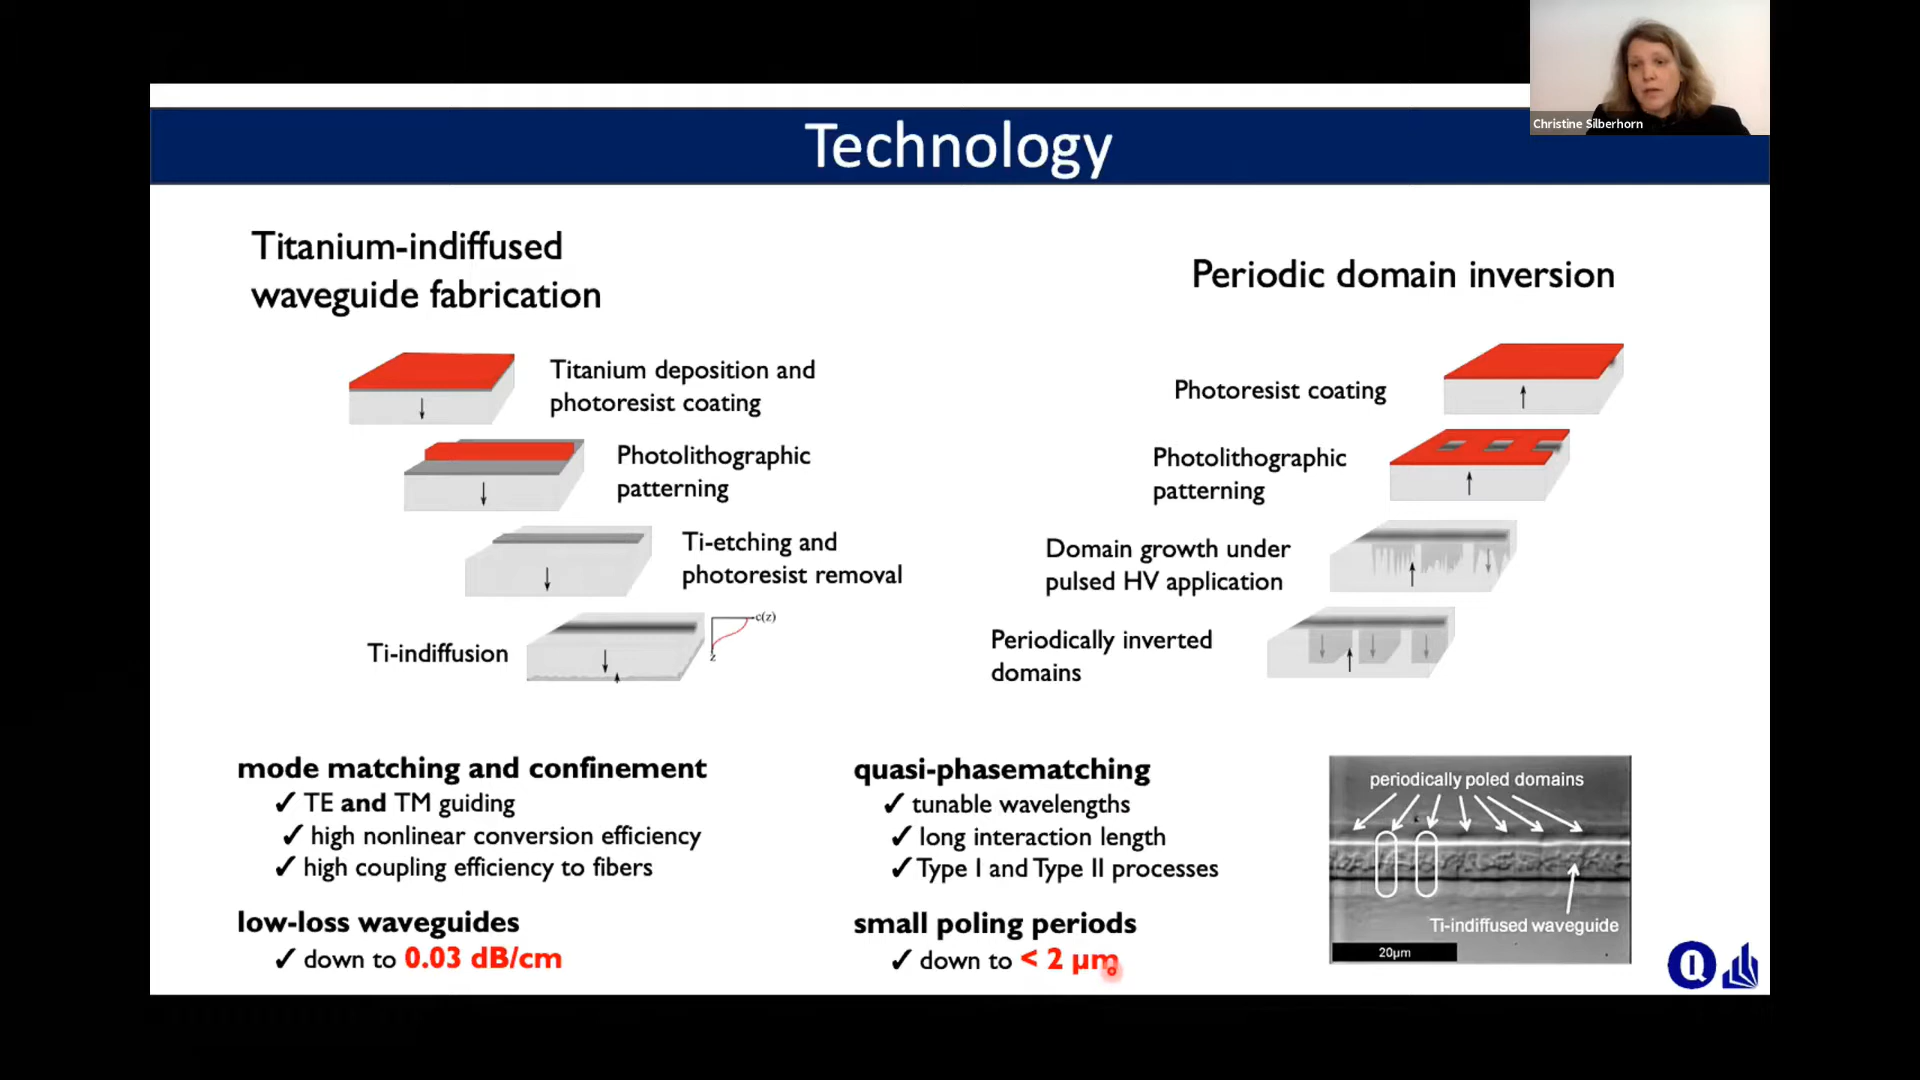 Christine Silberhorn
Technology
Titanium-indiffused
waveguide fabrication
Titanium deposition and
photoresist coating
Photolithographic
patterning
Ti-etching and
photoresist removal
c(z)
z
Ti-indiffusion
Periodic domain inversion
Photoresist coating
Photolithographic
patterning
Domain growth under
pulsed HV application
Periodically inverted
domains
mode matching and confinement
✓ TE and TM guiding
✓ high nonlinear conversion efficiency
✓ high coupling efficiency to fibers
low-loss waveguides
✓ down to 0.03 dB/cm
quasi-phasematching
✓ tunable wavelengths
✓ long interaction length
✓ Type I and Type II processes
small poling periods
✓ down to < 2 µm
periodically poled domains
Ti-indiffused waveguide
20µm
Q